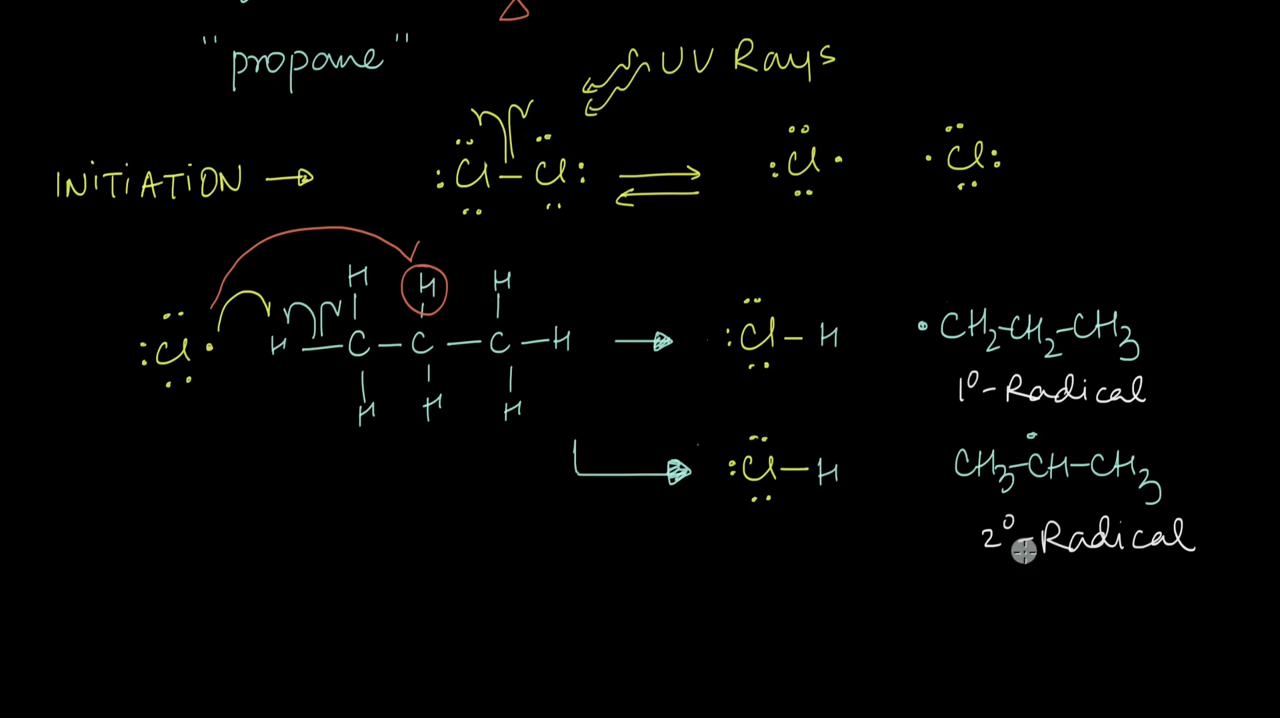 Δ
"propane"
UV Rays
INITIATION → :Cl – Cl: ⇌ :Cl· ·Cl:
H H H
:Cl· H – C – C – C – H → :Cl – H ·CH₂–CH₂–CH₃
H H H
1°-Radical
:Cl – H CH₃–ĊH–CH₃
2°-Radical